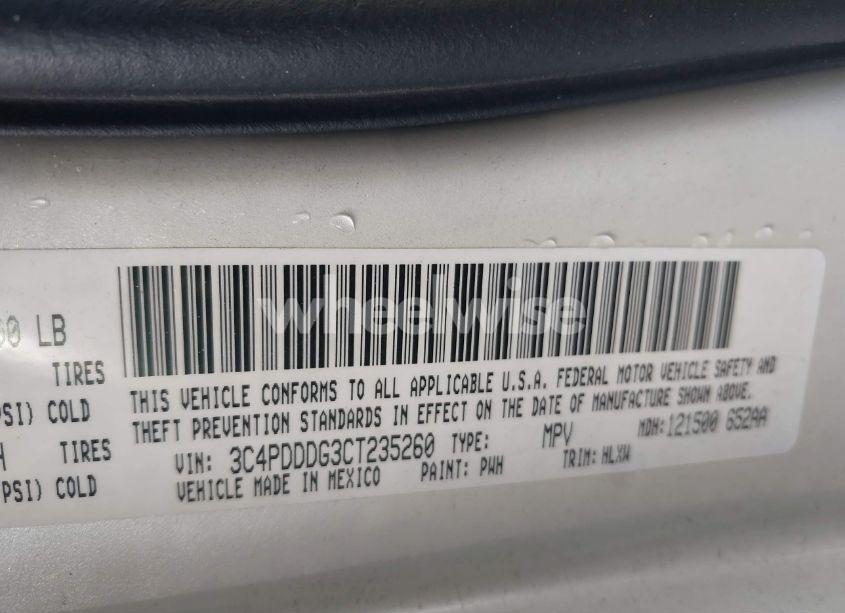 00 LB
TIRES
PSI) COLD
TIRES
PSI) COLD
wheelwise
THIS VEHICLE CONFORMS TO ALL APPLICABLE U.S.A. FEDERAL MOTOR VEHICLE SAFETY AND
THEFT PREVENTION STANDARDS IN EFFECT ON THE DATE OF MANUFACTURE SHOWN ABOVE.
VIN: 3C4PDDDG3CT235260 TYPE: MPV MDH: 121500 652AA
VEHICLE MADE IN MEXICO PAINT: PWH TRIM: HLXW